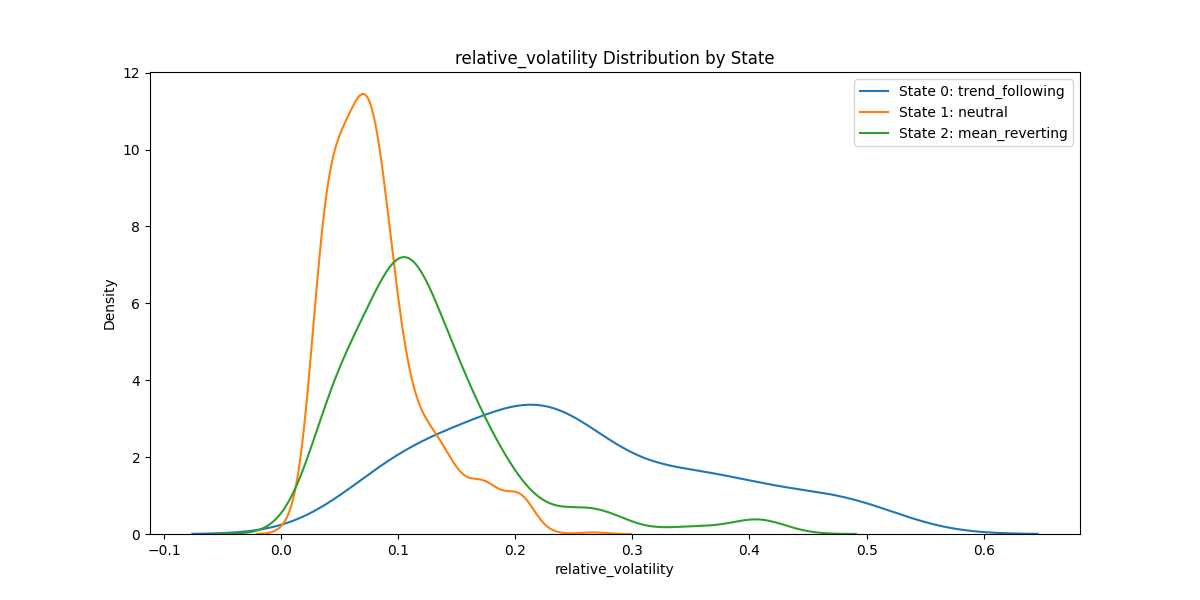 relative_volatility Distribution by State
State 0: trend_following
State 1: neutral
State 2: mean_reverting
Density
12
10
8
6
4
2
0
−0.1 0.0 0.1 0.2 0.3 0.4 0.5 0.6
relative_volatility